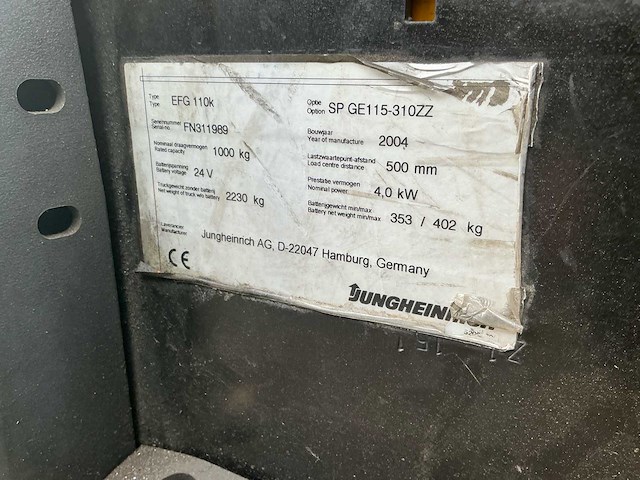 Type EFG 110k Optie SP GE115-310ZZ
Type Option
Serienummer FN311989 Bouwjaar 2004
Serial-no. Year of manufacture
Nominaal draagvermogen 1000 kg Lastzwaartepunt-afstand 500 mm
Rated capacity Load centre distance
Batterijspanning 24 V Prestatie vermogen 4,0 kW
Battery voltage Nominal power
Truckgewicht zonder batterij 2230 kg Batterijgewicht min/max 353 / 402 kg
Net weight of truck w/o battery Battery net weight min/max
Leverancier Jungheinrich AG, D-22047 Hamburg, Germany
Manufacturer
CE
JUNGHEINRICH